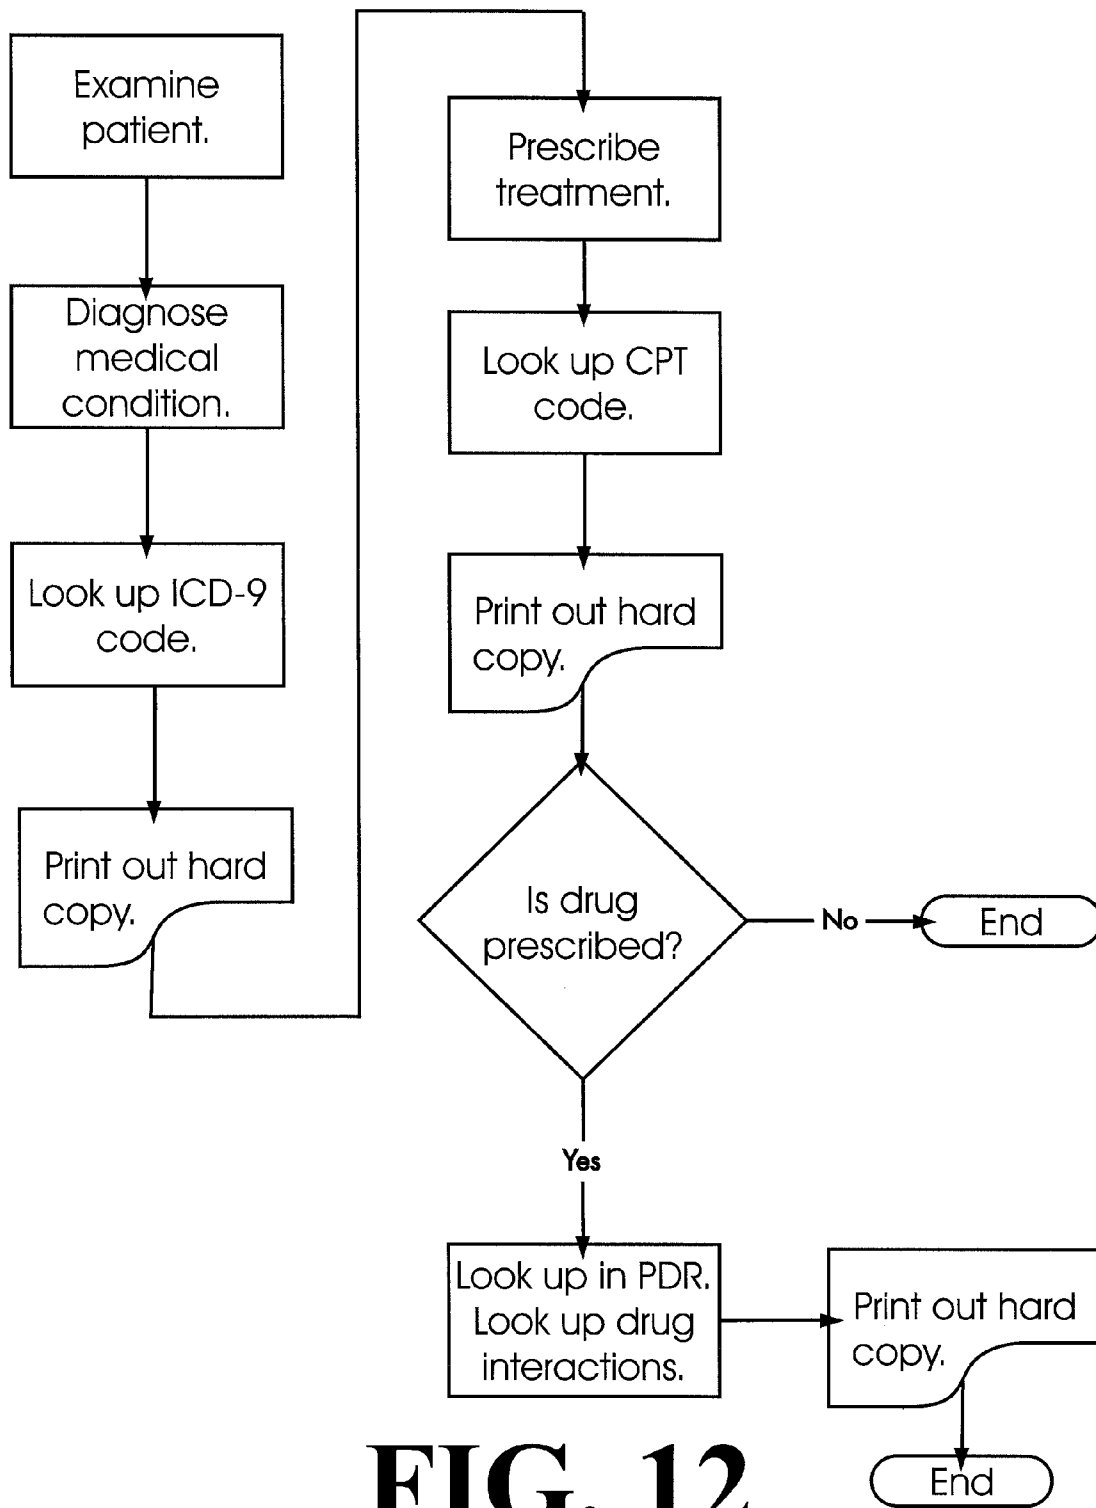 Examine
patient.
Diagnose
medical
condition.
Look up ICD-9
code.
Print out hard
copy.
Prescribe
treatment.
Look up CPT
code.
Print out hard
copy.
Is drug
prescribed?
No
End
Yes
Look up in PDR.
Look up drug
interactions.
Print out hard
copy.
End
FIG. 12